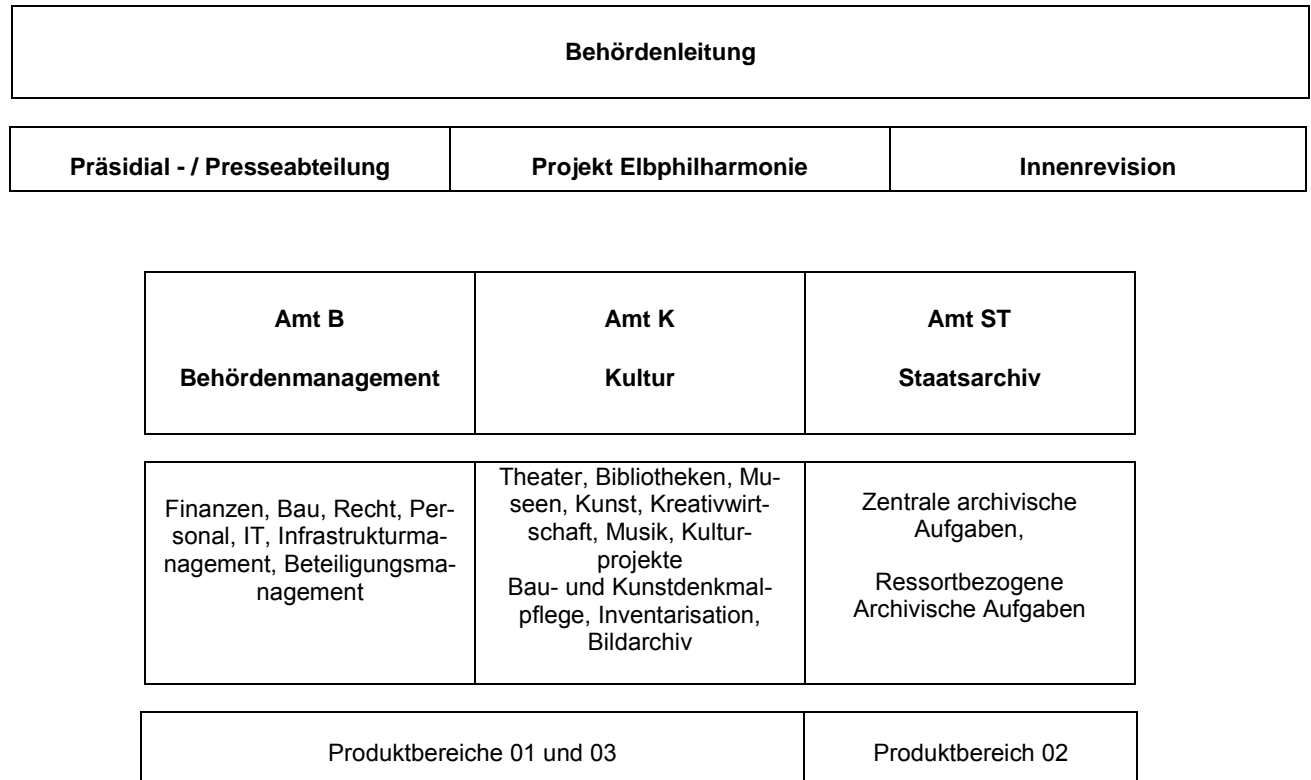 Behördenleitung
Präsidial - / Presseabteilung
Projekt Elbphilharmonie
Innenrevision
Amt B
Behördenmanagement
Amt K
Kultur
Amt ST
Staatsarchiv
Finanzen, Bau, Recht, Per-
sonal, IT, Infrastrukturma-
nagement, Beteiligungsma-
nagement
Theater, Bibliotheken, Mu-
seen, Kunst, Kreativwirt-
schaft, Musik, Kultur-
projekte
Bau- und Kunstdenkmal-
pflege, Inventarisation,
Bildarchiv
Zentrale archivische
Aufgaben,
Ressortbezogene
Archivische Aufgaben
Produktbereiche 01 und 03
Produktbereich 02